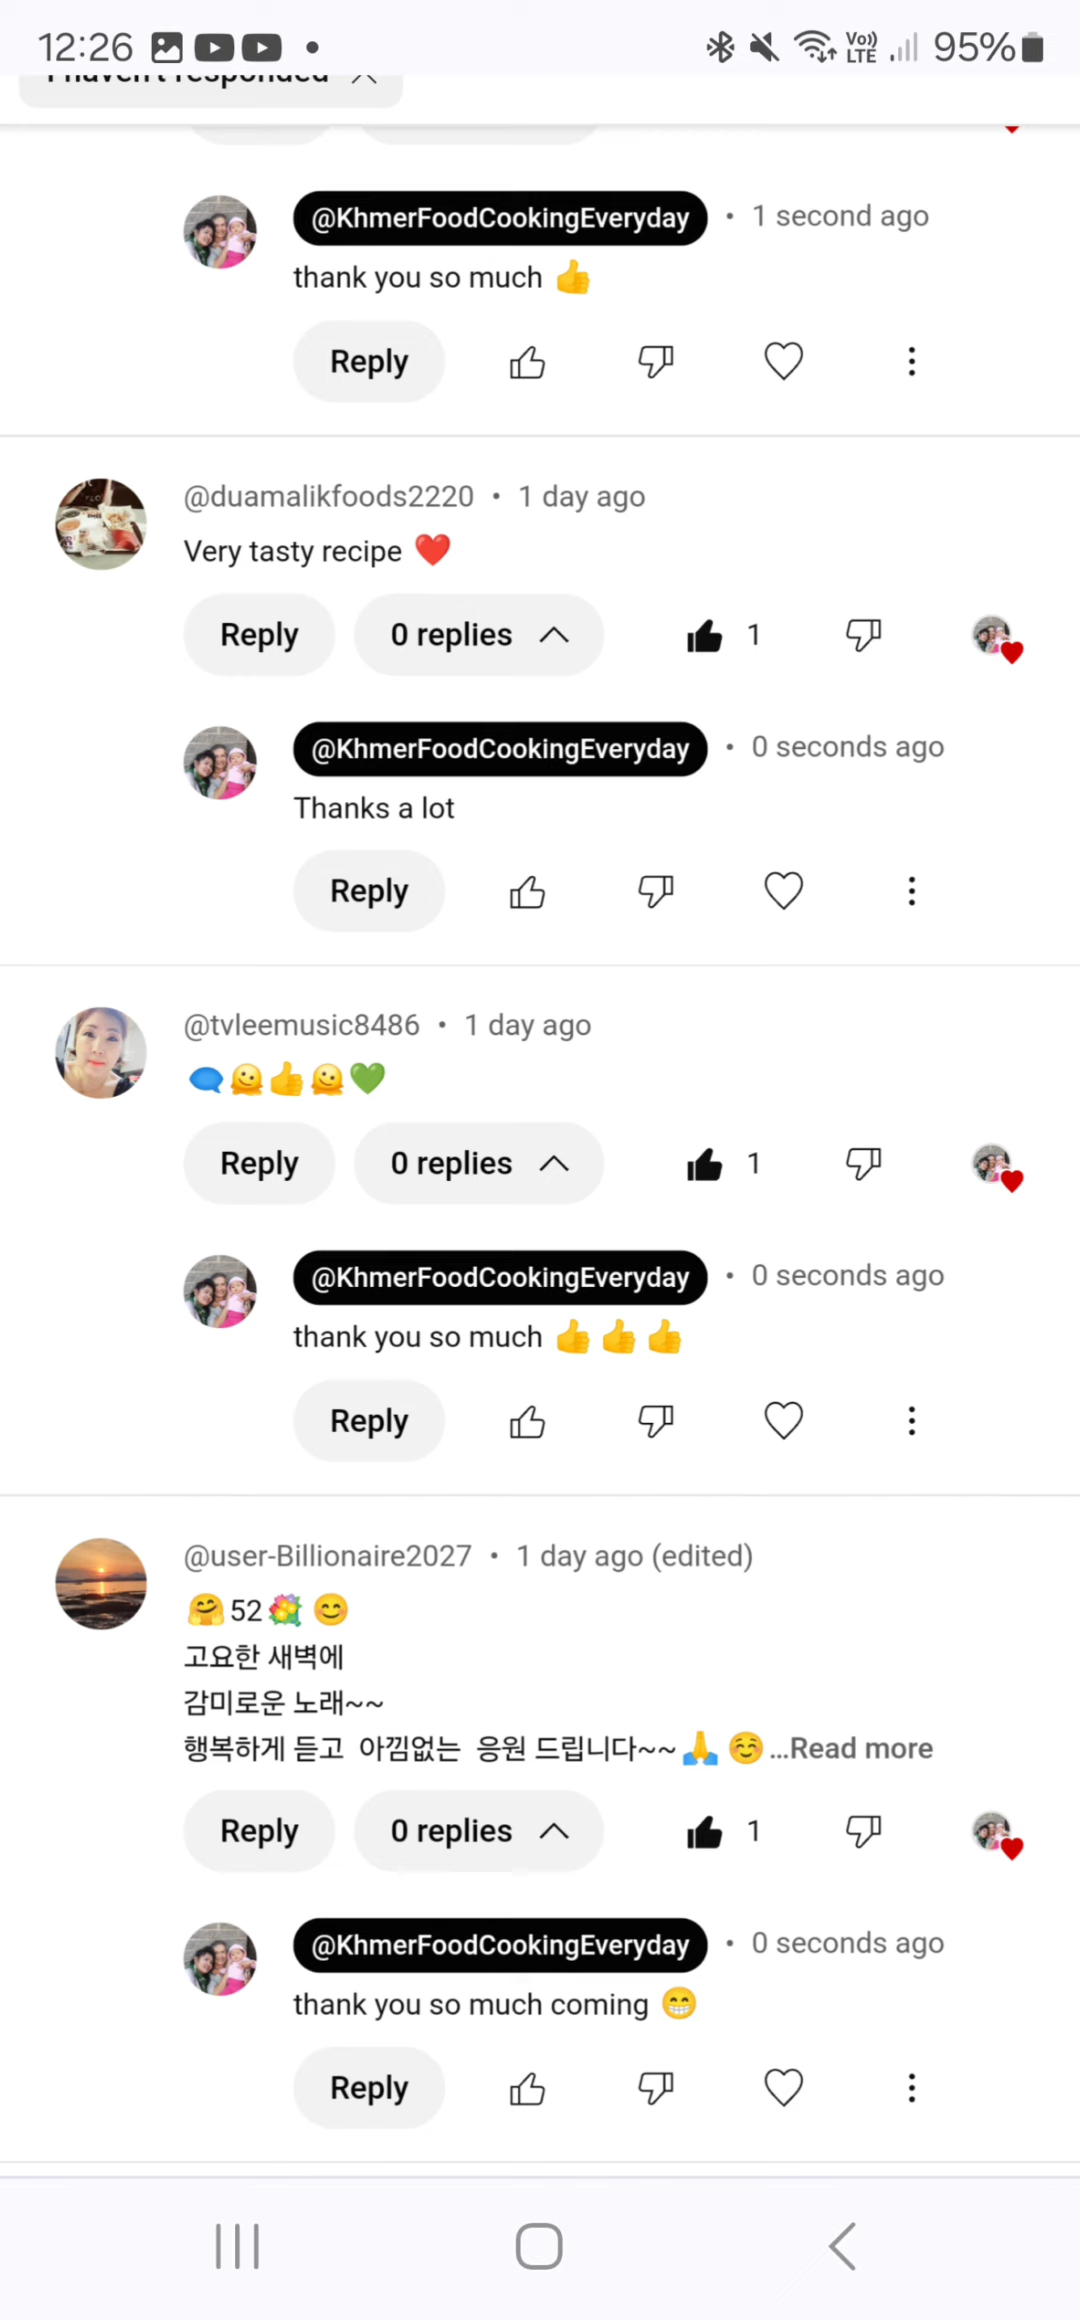 12:26 Vo)) LTE 95%
I haven't responded
@KhmerFoodCookingEveryday • 1 second ago
thank you so much 👍
Reply
@duamalikfoods2220 • 1 day ago
Very tasty recipe ❤️
Reply 0 replies 1
@KhmerFoodCookingEveryday • 0 seconds ago
Thanks a lot
Reply
@tvleemusic8486 • 1 day ago
🗨️🫠👍🫠💚
Reply 0 replies 1
@KhmerFoodCookingEveryday • 0 seconds ago
thank you so much 👍👍👍
Reply
@user-Billionaire2027 • 1 day ago (edited)
🤗52💐😊
고요한 새벽에
감미로운 노래~~
행복하게 듣고 아낌없는 응원 드립니다~~🙏☺️...Read more
Reply 0 replies 1
@KhmerFoodCookingEveryday • 0 seconds ago
thank you so much coming 😁
Reply